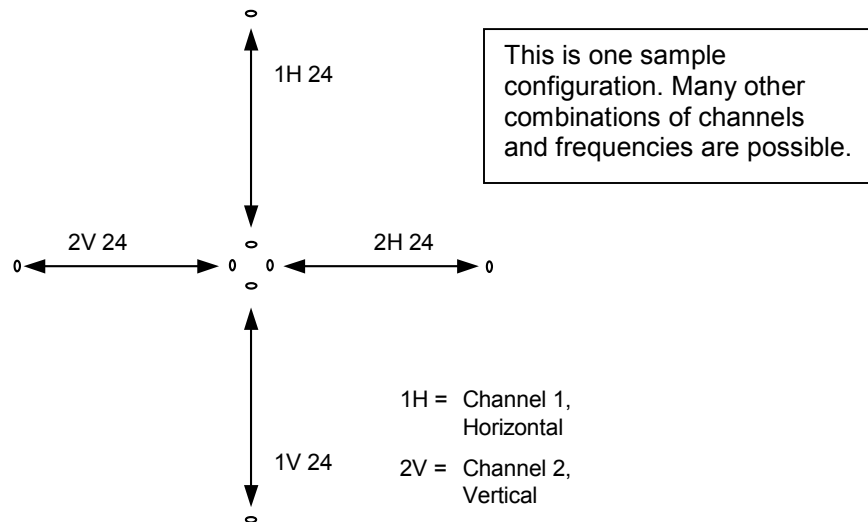 1H 24
This is one sample
configuration. Many other
combinations of channels
and frequencies are possible.
2V 24
2H 24
1V 24
1H = Channel 1,
Horizontal
2V = Channel 2,
Vertical